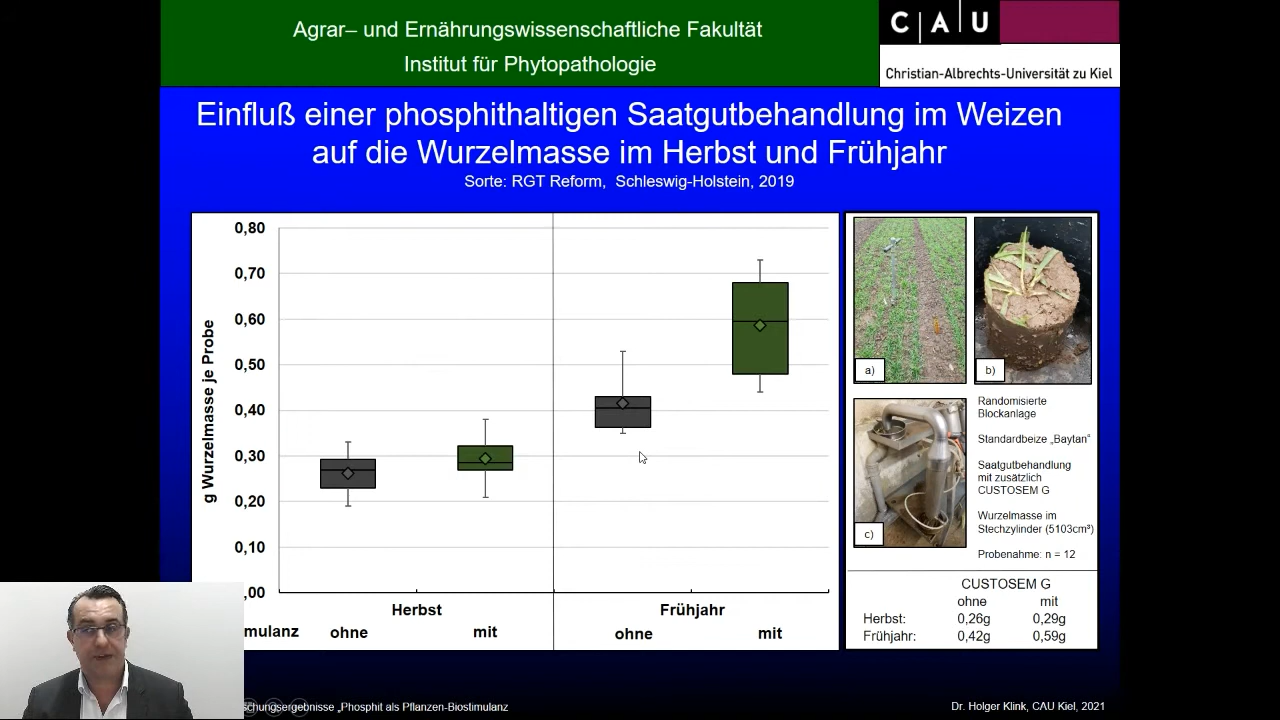 Agrar– und Ernährungswissenschaftliche Fakultät
Institut für Phytopathologie
C A U
Christian-Albrechts-Universität zu Kiel
Einfluß einer phosphithaltigen Saatgutbehandlung im Weizen
auf die Wurzelmasse im Herbst und Frühjahr
Sorte: RGT Reform, Schleswig-Holstein, 2019
g Wurzelmasse je Probe
0,80
0,70
0,60
0,50
0,40
0,30
0,20
0,10
,00
Herbst
Frühjahr
mulanz
ohne
mit
ohne
mit
a)
b)
c)
Randomisierte
Blockanlage
Standardbeize „Baytan“
Saatgutbehandlung
mit zusätzlich
CUSTOSEM G
Wurzelmasse im
Stechzylinder (5103cm³)
Probenahme: n = 12
CUSTOSEM G
ohne mit
Herbst: 0,26g 0,29g
Frühjahr: 0,42g 0,59g
schungsergebnisse „Phosphit als Pflanzen-Biostimulanz
Dr. Holger Klink, CAU Kiel, 2021